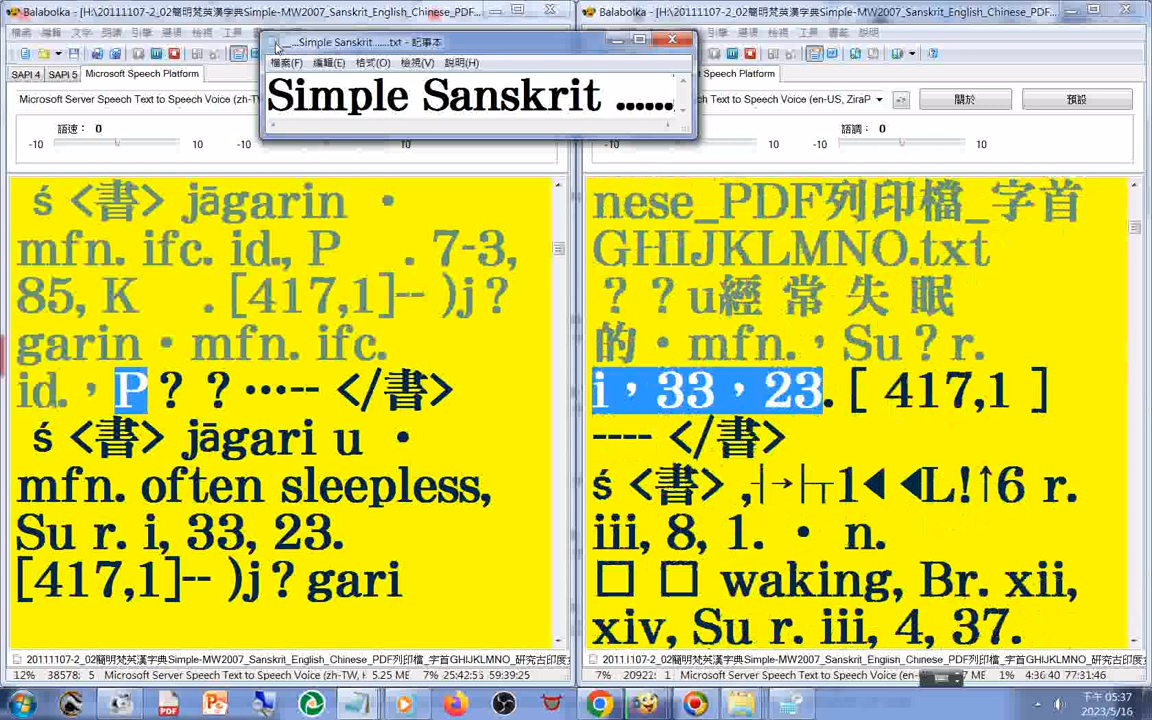 Balabolka - [H:\20111107-2_02簡明梵英漢字典Simple-MW2007_Sanskrit_English_Chinese_PDF...
Balabolka - [H:\20111107-2_02簡明梵英漢字典Simple-MW2007_Sanskrit_English_Chinese_PDF...
...Simple Sanskrit......txt - 記事本
檔案(F) 編輯(E) 格式(O) 檢視(V) 說明(H)
Simple Sanskrit ......
SAPI 4 SAPI 5 Microsoft Speech Platform
Speech Platform
Microsoft Server Speech Text to Speech Voice (zh-TW,
ch Text to Speech Voice (en-US, ZiraP
關於
預設
語速： 0
語調： 0
-10 10 -10 10
-10 10
ś <書> jāgarin •
mfn. ifc. id., P . 7-3,
85, K . [417,1]-- )j?
garin • mfn. ifc.
id.，P？？…-- </書>
ś <書> jāgari u •
mfn. often sleepless,
Su r. i, 33, 23.
[417,1]-- )j?gari
nese_PDF列印檔_字首
GHIJKLMNO.txt
？？u經 常 失 眠
的•mfn.，Su？r.
i，33，23. [ 417,1 ]
---- </書>
ś <書> ,┤→├┬1◀ ◀L!↑6 r.
iii, 8, 1. • n.
□ □ waking, Br. xii,
xiv, Su r. iii, 4, 37.
20111107-2_02簡明梵英漢字典Simple-MW2007_Sanskrit_English_Chinese_PDF列印檔_字首GHIJKLMNO_研究古印度
20111107-2_02簡明梵英漢字典Simple-MW2007_Sanskrit_English_Chinese_PDF列印檔_字首GHIJKLMNO
12% 38578: 5 Microsoft Server Speech Text to Speech Voice (zh-TW, 5.25 ME 7% 25:42:55 59:39:25
7% 20922: 1 Microsoft Server Speech Text to Speech Voice 1% 4:36:40 77:31:46
下午 05:37
2023/5/16